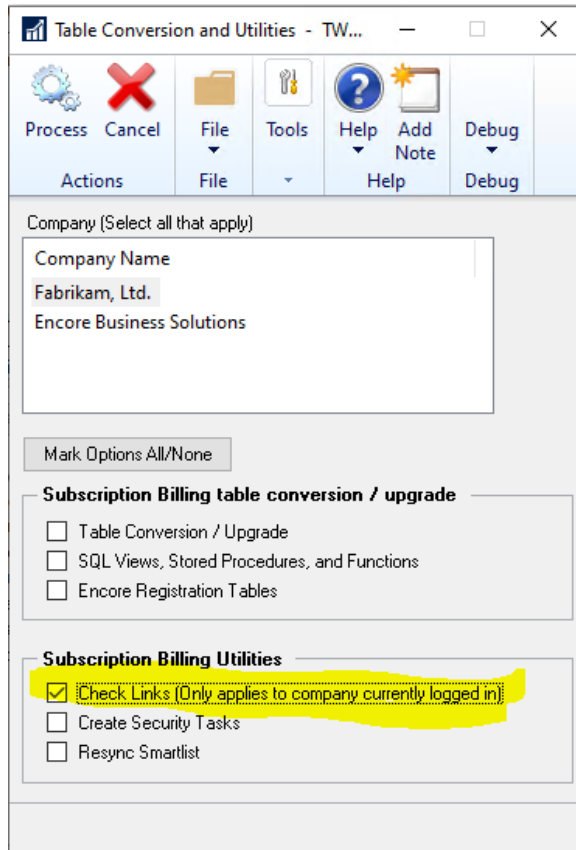 Table Conversion and Utilities - TW...
Process Cancel File Tools Help Add Note Debug
Actions File Help Debug
Company (Select all that apply)
Company Name
Fabrikam, Ltd.
Encore Business Solutions
Mark Options All/None
Subscription Billing table conversion / upgrade
Table Conversion / Upgrade
SQL Views, Stored Procedures, and Functions
Encore Registration Tables
Subscription Billing Utilities
Check Links (Only applies to company currently logged in)
Create Security Tasks
Resync Smartlist